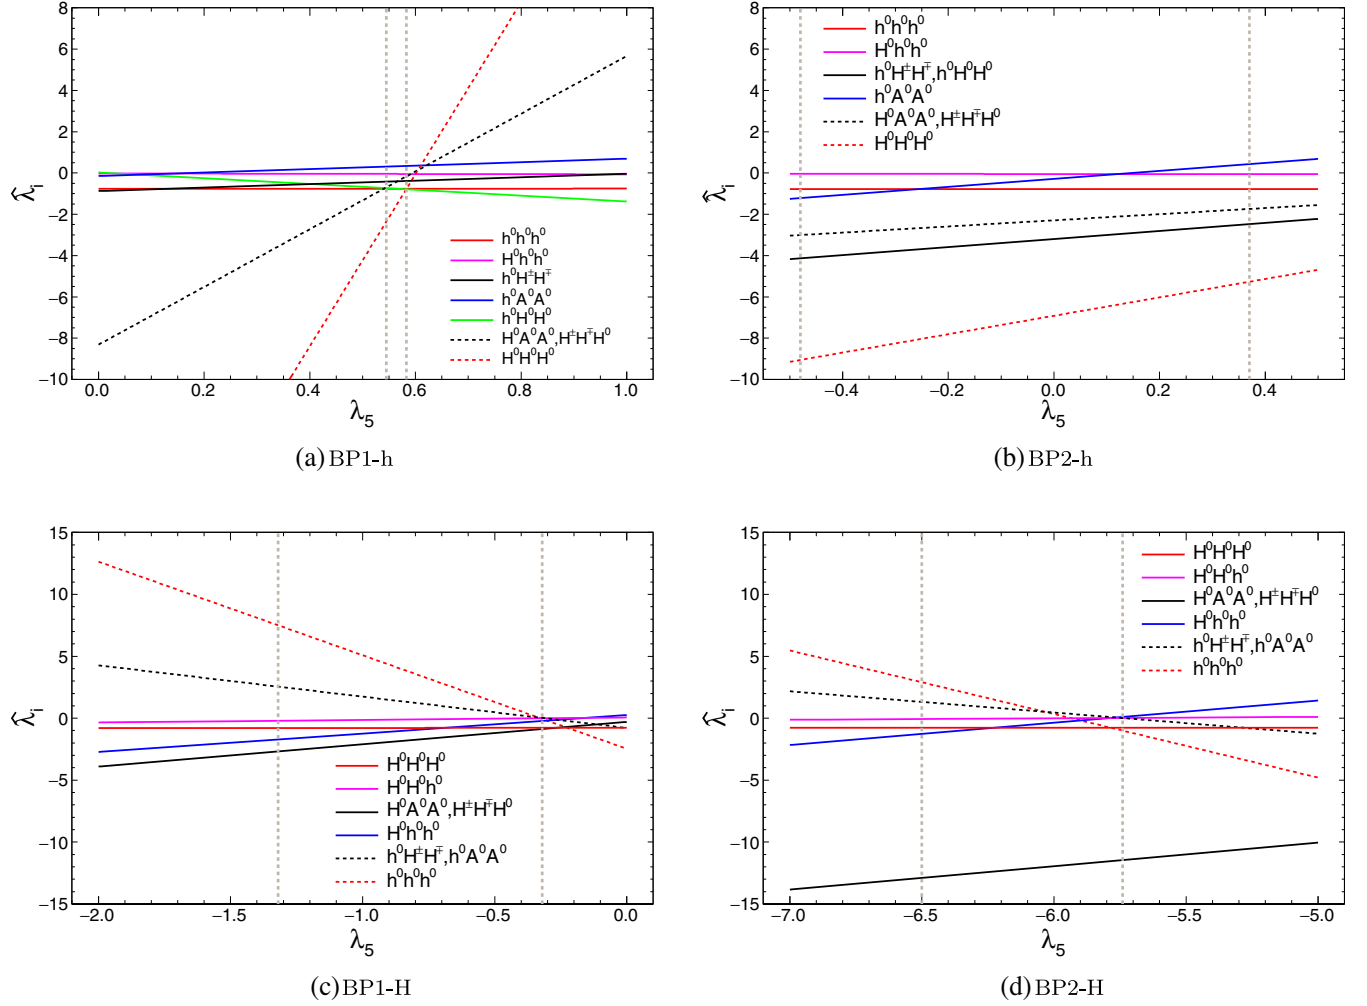 8
6
4
2
0
−2
−4
−6
−8
−10
λ̂ᵢ
h⁰h⁰h⁰
H⁰h⁰h⁰
h⁰H^±H^∓
h⁰A⁰A⁰
h⁰H⁰H⁰
H⁰A⁰A⁰,H^±H^∓H⁰
H⁰H⁰H⁰
0.0 0.2 0.4 0.6 0.8 1.0
λ₅
(a) BP1-h
8
6
4
2
0
−2
−4
−6
−8
−10
λ̂ᵢ
h⁰h⁰h⁰
H⁰h⁰h⁰
h⁰H^±H^∓,h⁰H⁰H⁰
h⁰A⁰A⁰
H⁰A⁰A⁰,H^±H^∓H⁰
H⁰H⁰H⁰
−0.4 −0.2 0.0 0.2 0.4
λ₅
(b) BP2-h
15
10
5
0
−5
−10
−15
λ̂ᵢ
H⁰H⁰H⁰
H⁰H⁰h⁰
H⁰A⁰A⁰,H^±H^∓H⁰
H⁰h⁰h⁰
h⁰H^±H^∓,h⁰A⁰A⁰
h⁰h⁰h⁰
−2.0 −1.5 −1.0 −0.5 0.0
λ₅
(c) BP1-H
15
10
5
0
−5
−10
−15
λ̂ᵢ
H⁰H⁰H⁰
H⁰H⁰h⁰
H⁰A⁰A⁰,H^±H^∓H⁰
H⁰h⁰h⁰
h⁰H^±H^∓,h⁰A⁰A⁰
h⁰h⁰h⁰
−7.0 −6.5 −6.0 −5.5 −5.0
λ₅
(d) BP2-H